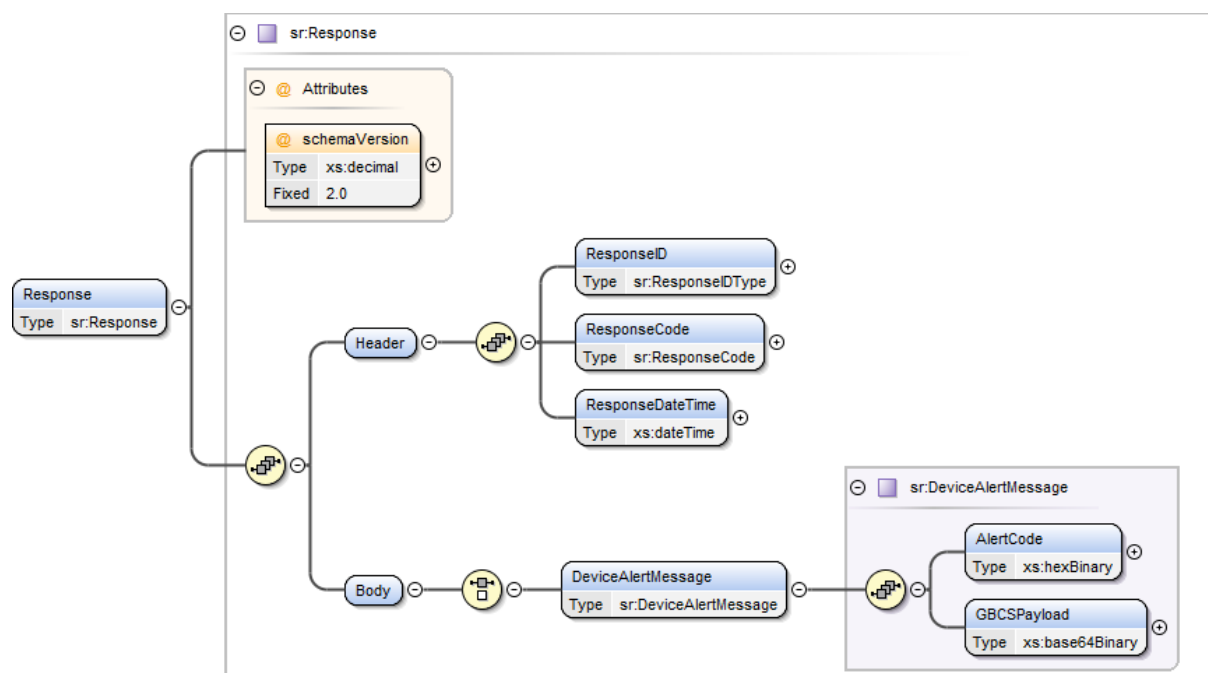 sr:Response
@ Attributes
@ schemaVersion
Type xs:decimal
Fixed 2.0
ResponseID
Type sr:ResponseIDType
Response
Type sr:Response
Header
ResponseCode
Type sr:ResponseCode
ResponseDateTime
Type xs:dateTime
sr:DeviceAlertMessage
AlertCode
Type xs:hexBinary
Body
DeviceAlertMessage
Type sr:DeviceAlertMessage
GBCSPayload
Type xs:base64Binary